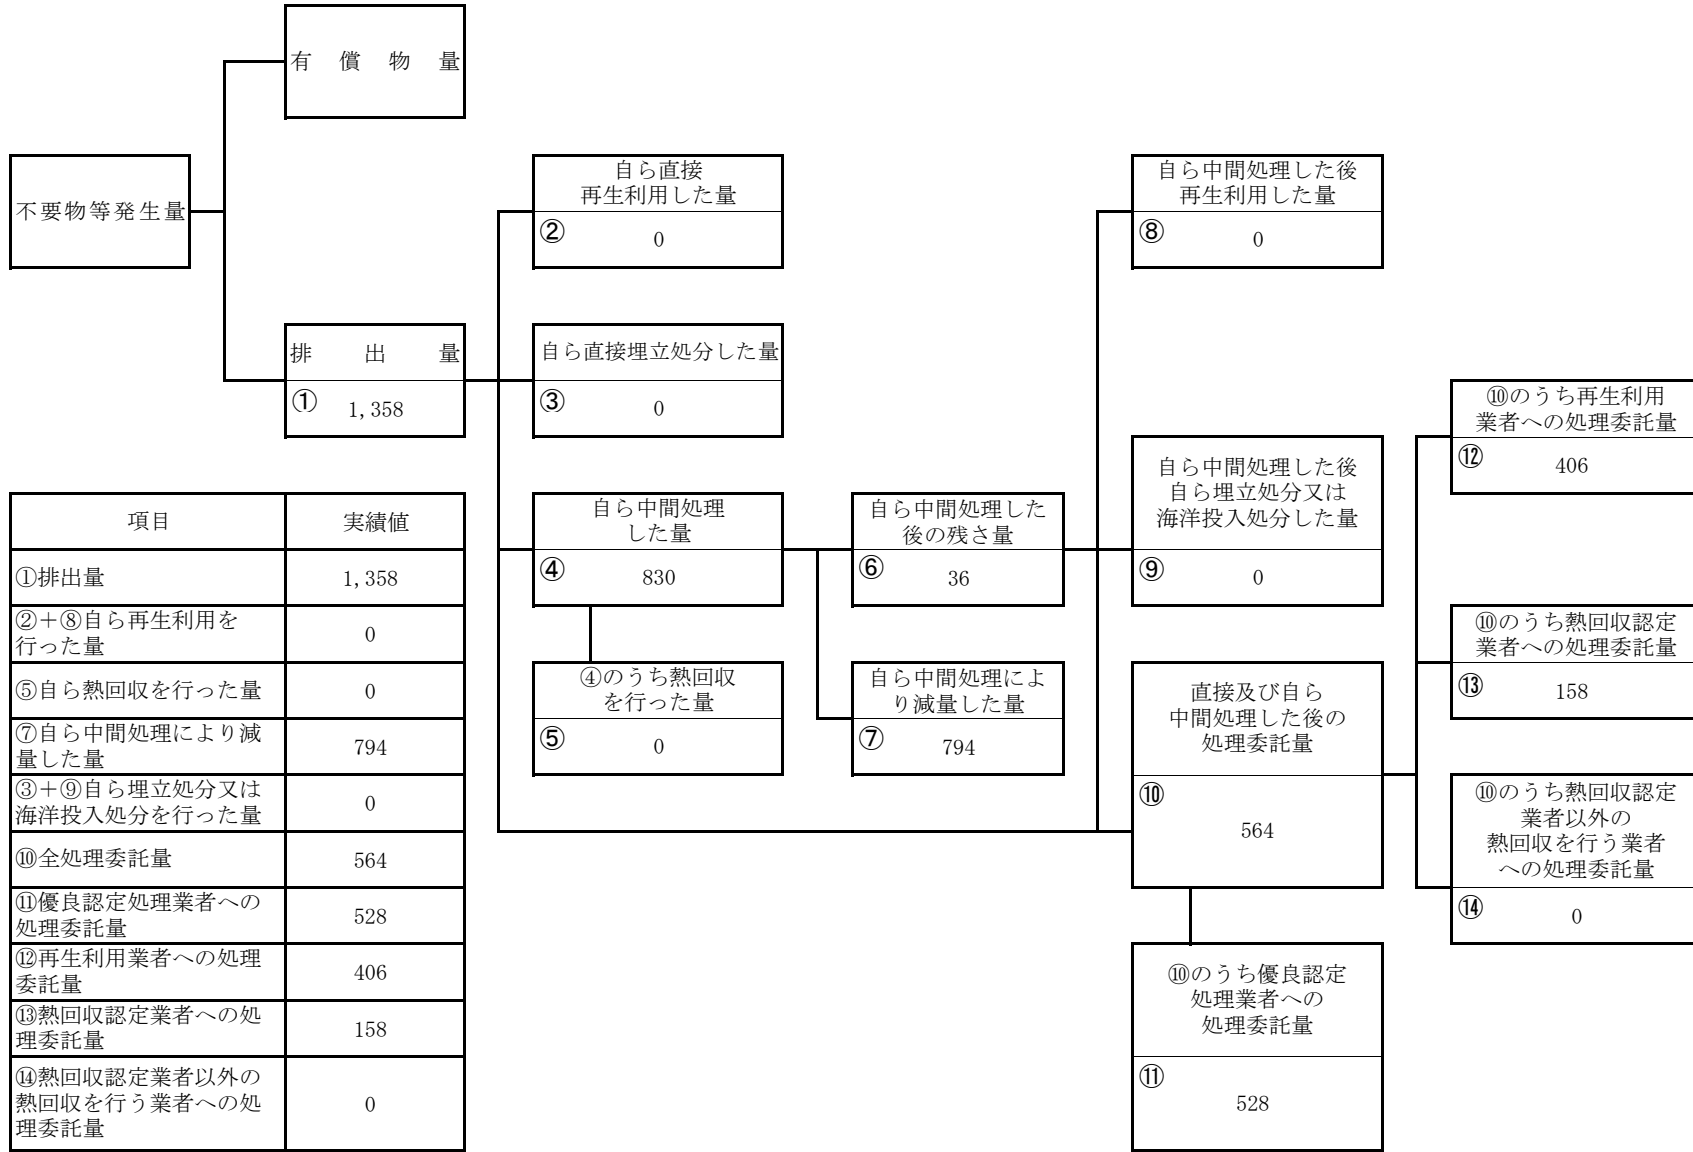 有償物量
不要物等発生量
排出量
① 1,358
自ら直接
再生利用した量
② 0
自ら直接埋立処分した量
③ 0
自ら中間処理
した量
④ 830
④のうち熱回収
を行った量
⑤ 0
自ら中間処理した
後の残さ量
⑥ 36
自ら中間処理によ
り減量した量
⑦ 794
自ら中間処理した後
再生利用した量
⑧ 0
自ら中間処理した後
自ら埋立処分又は
海洋投入処分した量
⑨ 0
直接及び自ら
中間処理した後の
処理委託量
⑩
564
⑩のうち優良認定
処理業者への
処理委託量
⑪
528
⑩のうち再生利用
業者への処理委託量
⑫ 406
⑩のうち熱回収認定
業者への処理委託量
⑬ 158
⑩のうち熱回収認定
業者以外の
熱回収を行う業者
への処理委託量
⑭ 0
項目 実績値
①排出量 1,358
②＋⑧自ら再生利用を
行った量 0
⑤自ら熱回収を行った量 0
⑦自ら中間処理により減
量した量 794
③＋⑨自ら埋立処分又は
海洋投入処分を行った量 0
⑩全処理委託量 564
⑪優良認定処理業者への
処理委託量 528
⑫再生利用業者への処理
委託量 406
⑬熱回収認定業者への処
理委託量 158
⑭熱回収認定業者以外の
熱回収を行う業者への処
理委託量 0